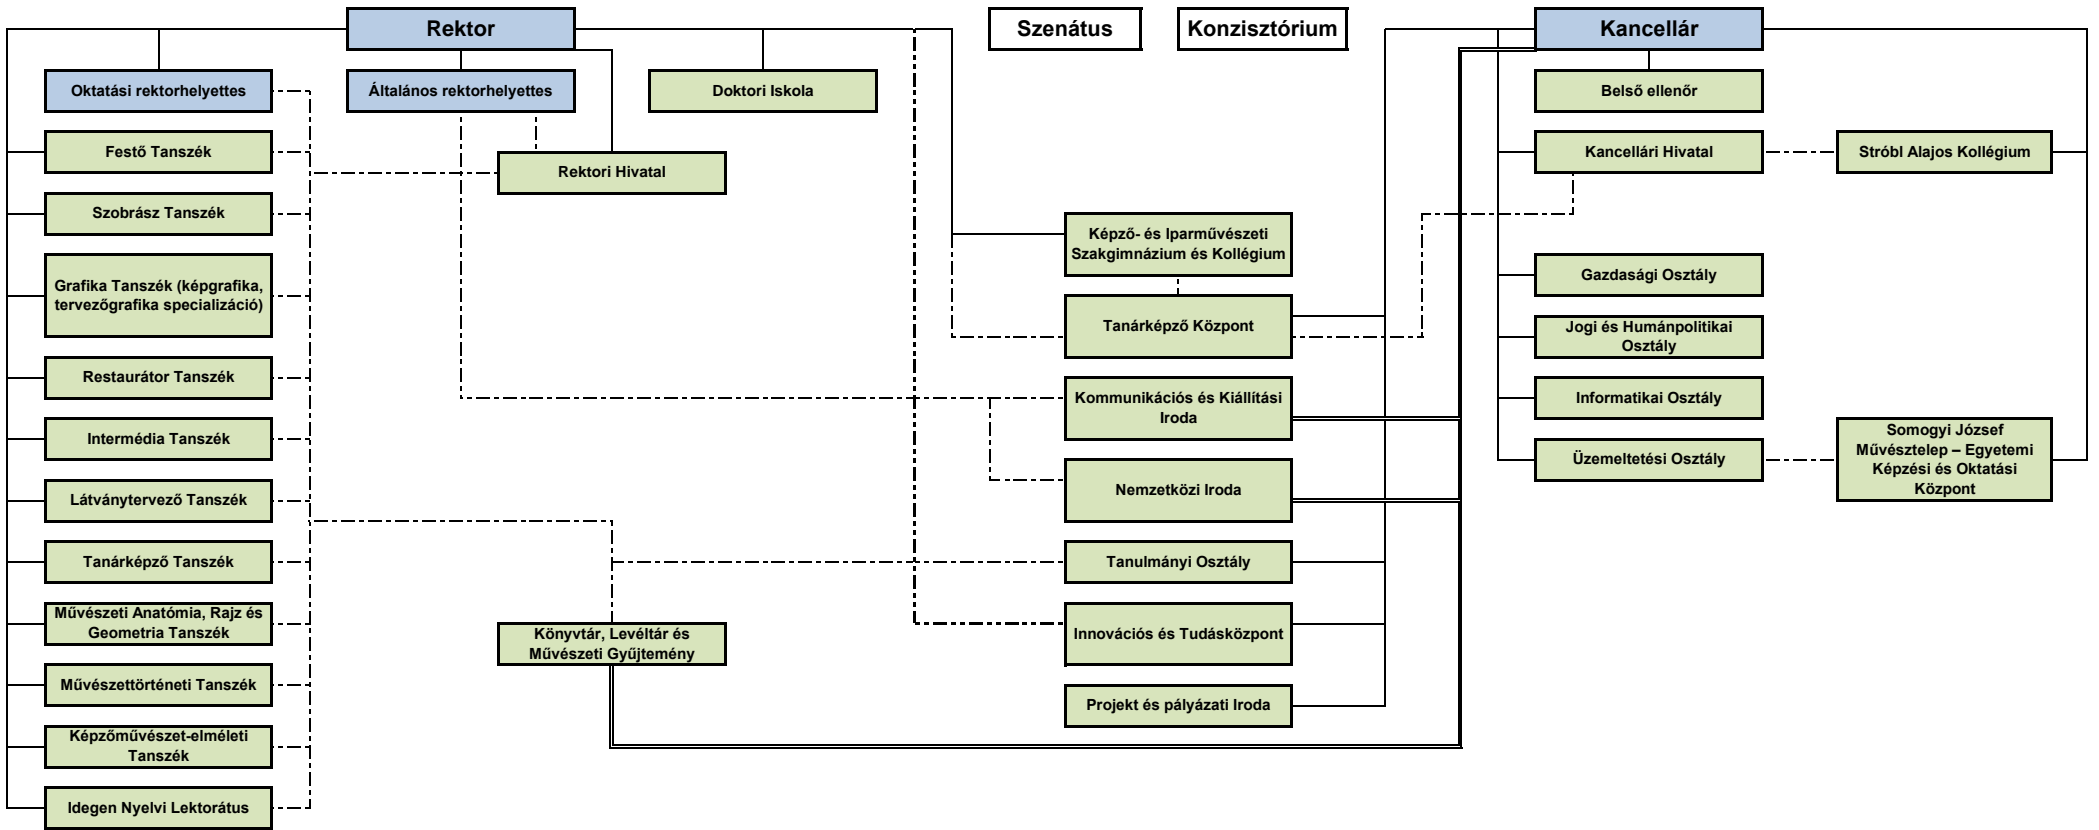 Rektor
Szenátus
Konzisztórium
Kancellár
Oktatási rektorhelyettes
Általános rektorhelyettes
Doktori Iskola
Belső ellenőr
Festő Tanszék
Rektori Hivatal
Kancellári Hivatal
Stróbl Alajos Kollégium
Szobrász Tanszék
Képző- és Iparművészeti
Szakgimnázium és Kollégium
Grafika Tanszék (képgrafika,
tervezőgrafika specializáció)
Gazdasági Osztály
Tanárképző Központ
Jogi és Humánpolitikai
Osztály
Restaurátor Tanszék
Kommunikációs és Kiállítási
Iroda
Informatikai Osztály
Intermédia Tanszék
Üzemeltetési Osztály
Somogyi József
Művésztelep – Egyetemi
Képzési és Oktatási
Központ
Látványtervező Tanszék
Nemzetközi Iroda
Tanárképző Tanszék
Tanulmányi Osztály
Művészeti Anatómia, Rajz és
Geometria Tanszék
Könyvtár, Levéltár és
Művészeti Gyűjtemény
Innovációs és Tudásközpont
Művészettörténeti Tanszék
Projekt és pályázati Iroda
Képzőművészet-elméleti
Tanszék
Idegen Nyelvi Lektorátus